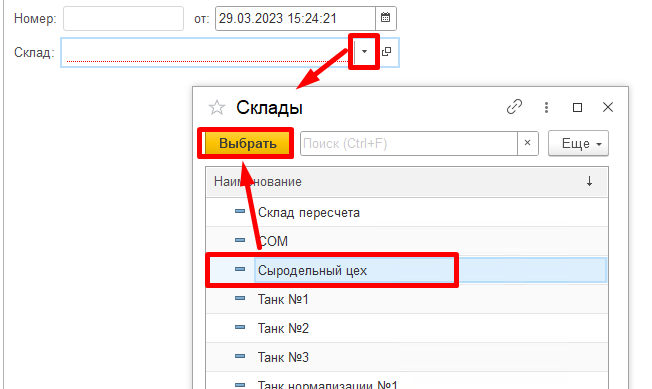 Номер: от: 29.03.2023 15:24:21
Склад:
Склады
Выбрать Поиск (Ctrl+F) × Еще
Наименование ↓
Склад пересчета
СОМ
Сыродельный цех
Танк №1
Танк №2
Танк №3
Танк нормализации №1